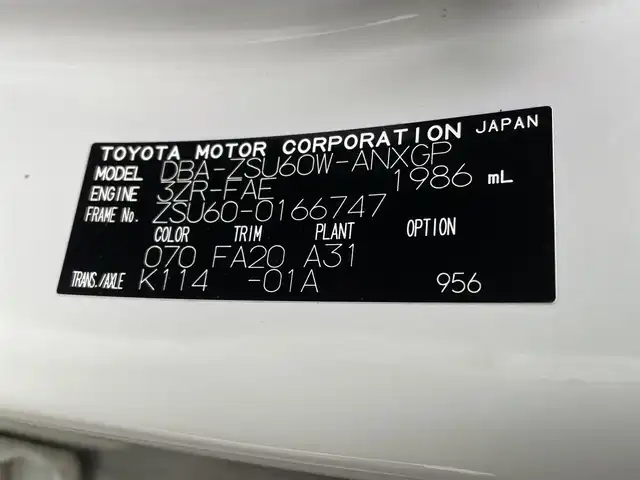 TOYOTA MOTOR CORPORATION JAPAN
MODEL DBA-ZSU60W-ANXGP
ENGINE 3ZR-FAE 1986 mL
FRAME No. ZSU60-0166747
COLOR TRIM PLANT OPTION
070 FA20 A31
TRANS./AXLE K114 -01A 956